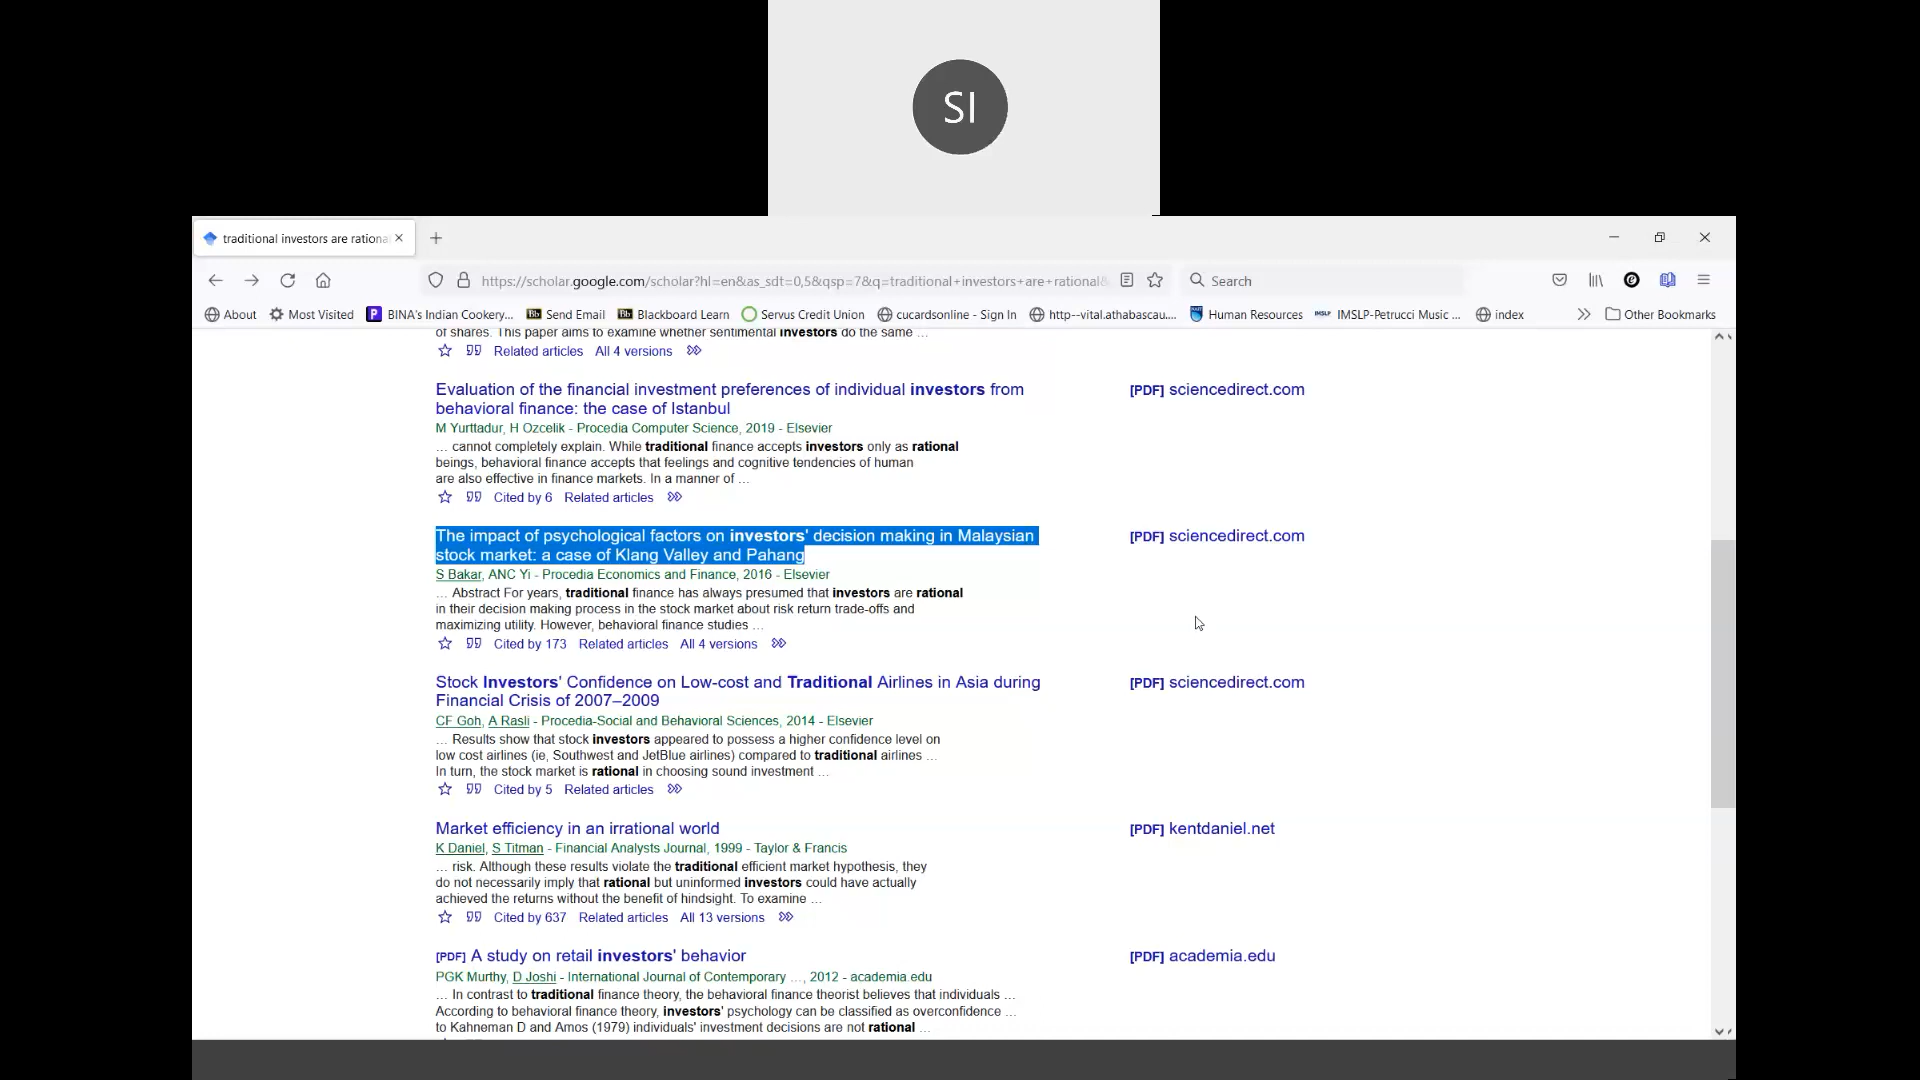 SI
traditional investors are rationa
https://scholar.google.com/scholar?hl=en&as_sdt=0,5&qsp=7&q=traditional+investors+are+rational&
Search
About
Most Visited
BINA's Indian Cookery...
Send Email
Blackboard Learn
Servus Credit Union
cucardsonline - Sign In
http--vital.athabascau....
Human Resources
IMSLP-Petrucci Music ...
index
Other Bookmarks
of shares. This paper aims to examine whether sentimental investors do the same ...
Related articles All 4 versions
Evaluation of the financial investment preferences of individual investors from
behavioral finance: the case of Istanbul
[PDF] sciencedirect.com
M Yurttadur, H Ozcelik - Procedia Computer Science, 2019 - Elsevier
... cannot completely explain. While traditional finance accepts investors only as rational
beings, behavioral finance accepts that feelings and cognitive tendencies of human
are also effective in finance markets. In a manner of ...
Cited by 6 Related articles
The impact of psychological factors on investors' decision making in Malaysian
stock market: a case of Klang Valley and Pahang
[PDF] sciencedirect.com
S Bakar, ANC Yi - Procedia Economics and Finance, 2016 - Elsevier
... Abstract For years, traditional finance has always presumed that investors are rational
in their decision making process in the stock market about risk return trade-offs and
maximizing utility. However, behavioral finance studies ...
Cited by 173 Related articles All 4 versions
Stock Investors' Confidence on Low-cost and Traditional Airlines in Asia during
Financial Crisis of 2007–2009
[PDF] sciencedirect.com
CF Goh, A Rasli - Procedia-Social and Behavioral Sciences, 2014 - Elsevier
... Results show that stock investors appeared to possess a higher confidence level on
low cost airlines (ie, Southwest and JetBlue airlines) compared to traditional airlines ...
In turn, the stock market is rational in choosing sound investment ...
Cited by 5 Related articles
Market efficiency in an irrational world
[PDF] kentdaniel.net
K Daniel, S Titman - Financial Analysts Journal, 1999 - Taylor & Francis
... risk. Although these results violate the traditional efficient market hypothesis, they
do not necessarily imply that rational but uninformed investors could have actually
achieved the returns without the benefit of hindsight. To examine ...
Cited by 637 Related articles All 13 versions
[PDF] A study on retail investors' behavior
[PDF] academia.edu
PGK Murthy, D Joshi - International Journal of Contemporary ..., 2012 - academia.edu
... In contrast to traditional finance theory, the behavioral finance theorist believes that individuals ...
According to behavioral finance theory, investors' psychology can be classified as overconfidence ...
to Kahneman D and Amos (1979) individuals' investment decisions are not rational ...